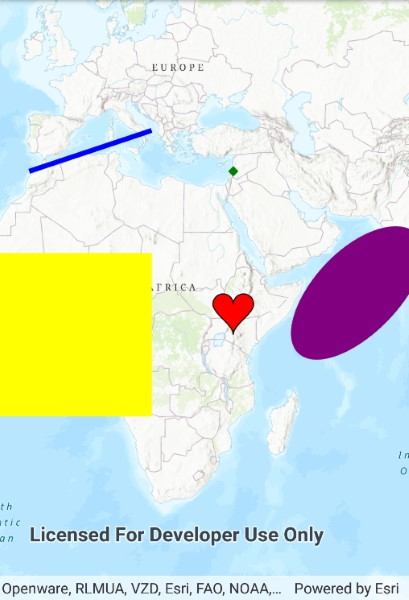 EUROPE
AFRICA
In
O
th
ntic
an
Licensed For Developer Use Only
Openware, RLMUA, VZD, Esri, FAO, NOAA,... Powered by Esri